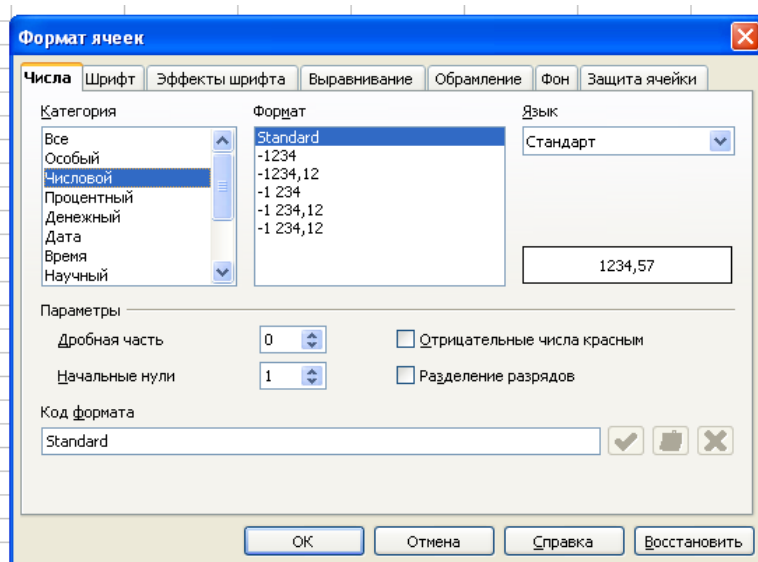 Формат ячеек
Числа Шрифт Эффекты шрифта Выравнивание Обрамление Фон Защита ячейки
Категория Формат Язык
Все
Особый
Числовой
Процентный
Денежный
Дата
Время
Научный
Standard
-1234
-1234,12
-1 234
-1 234,12
-1 234,12
Стандарт
1234,57
Параметры
Дробная часть 0 Отрицательные числа красным
Начальные нули 1 Разделение разрядов
Код формата
Standard
OK Отмена Справка Восстановить